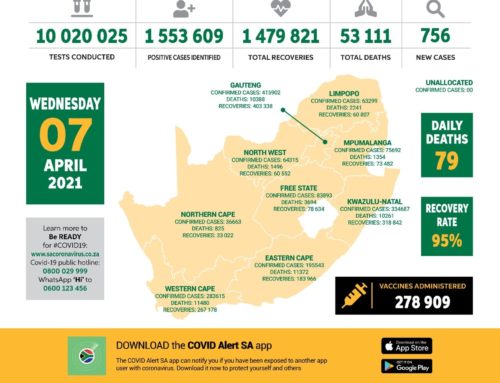 10 020 025
TESTS CONDUCTED
1 553 609
POSITIVE CASES IDENTIFIED
1 479 821
TOTAL RECOVERIES
53 111
TOTAL DEATHS
756
NEW CASES
WEDNESDAY
07
APRIL
2021
Learn more to
Be READY
for
#COVID19:
www.sacoronavirus.co.za
Covid-19 public hotline:
0800 029 999
WhatsApp 'Hi' to
0600 123 456
GAUTENG
CONFIRMED CASES: 415902
DEATHS: 10388
RECOVERIES: 403 338
LIMPOPO
CONFIRMED CASES: 63299
DEATHS: 2241
RECOVERIES: 60 807
MPUMALANGA
CONFIRMED CASES: 75692
DEATHS: 1354
RECOVERIES: 73 482
NORTH WEST
CONFIRMED CASES: 64315
DEATHS: 1496
RECOVERIES: 60 552
FREE STATE
CONFIRMED CASES: 83893
DEATHS: 3694
RECOVERIES: 78 634
KWAZULU-NATAL
CONFIRMED CASES: 334687
DEATHS: 10261
RECOVERIES: 318 842
NORTHERN CAPE
CONFIRMED CASES: 36663
DEATHS: 825
RECOVERIES: 33 022
EASTERN CAPE
CONFIRMED CASES: 195543
DEATHS: 11372
RECOVERIES: 183 966
WESTERN CAPE
CONFIRMED CASES: 283615
DEATHS: 11480
RECOVERIES: 267 178
UNALLOCATED
CONFIRMED CASES: 00
DAILY
DEATHS
79
RECOVERY
RATE
95%
VACCINES ADMINISTERED
278 909
DOWNLOAD the COVID Alert SA app
The COVID Alert SA app can notify you if you have been exposed to another app
user with coronavirus. Download it now to protect yourself and others
App Store
Google Play